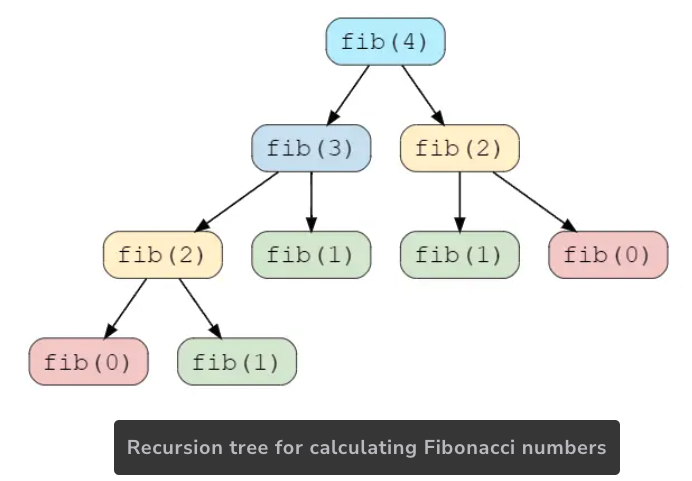 fib(4)
fib(3) fib(2)
fib(2) fib(1) fib(1) fib(0)
fib(0) fib(1)
Recursion tree for calculating Fibonacci numbers